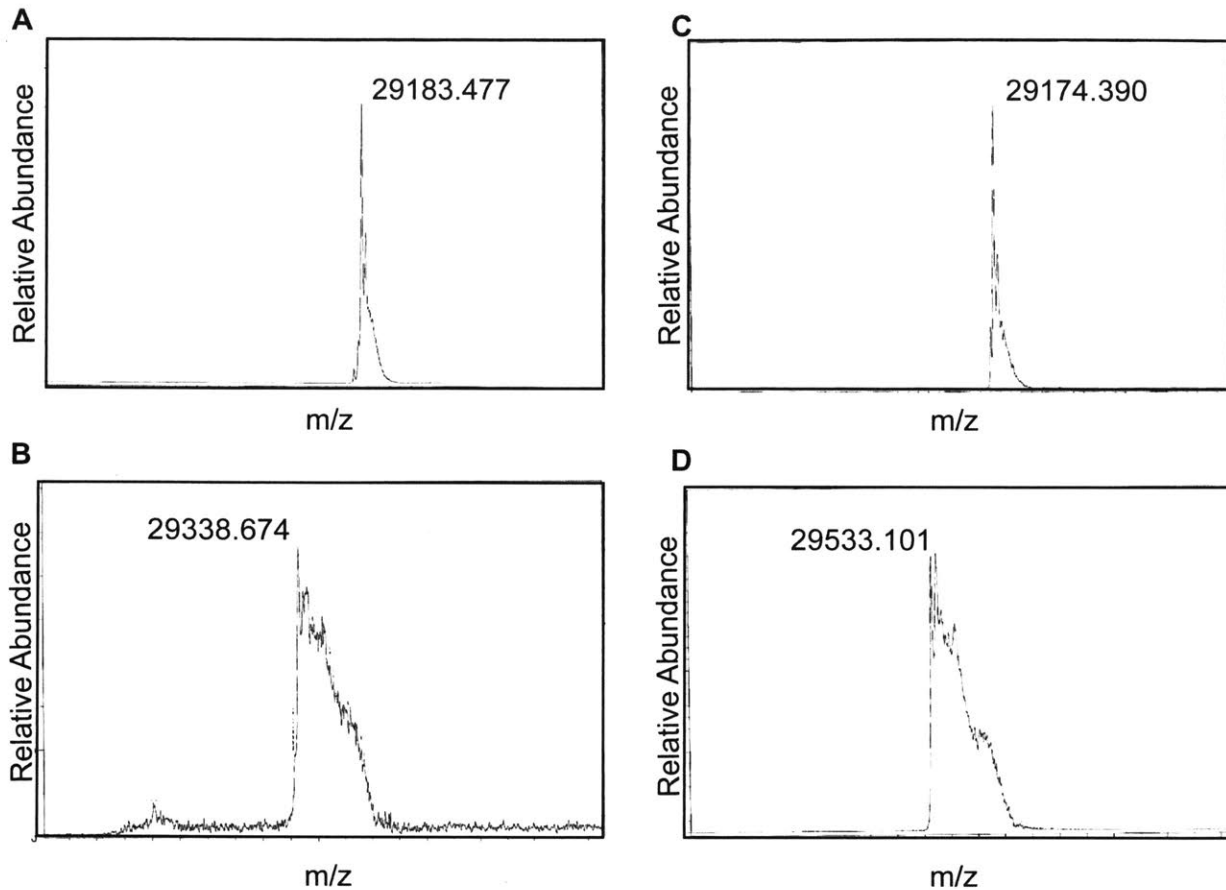 A
Relative Abundance
29183.477
m/z
B
Relative Abundance
29338.674
m/z
C
Relative Abundance
29174.390
m/z
D
Relative Abundance
29533.101
m/z